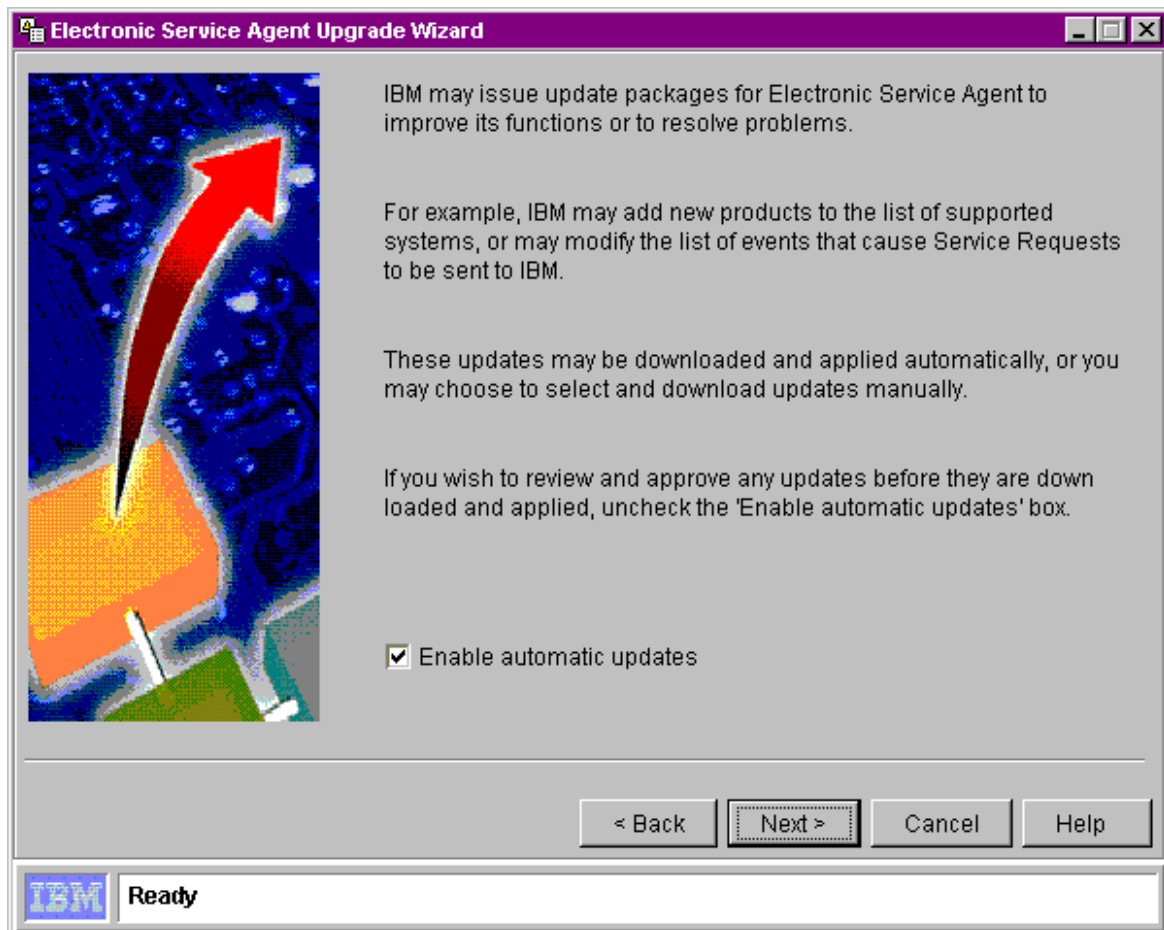 Electronic Service Agent Upgrade Wizard
IBM may issue update packages for Electronic Service Agent to
improve its functions or to resolve problems.
For example, IBM may add new products to the list of supported
systems, or may modify the list of events that cause Service Requests
to be sent to IBM.
These updates may be downloaded and applied automatically, or you
may choose to select and download updates manually.
If you wish to review and approve any updates before they are down
loaded and applied, uncheck the 'Enable automatic updates' box.
Enable automatic updates
< Back
Next >
Cancel
Help
IBM
Ready